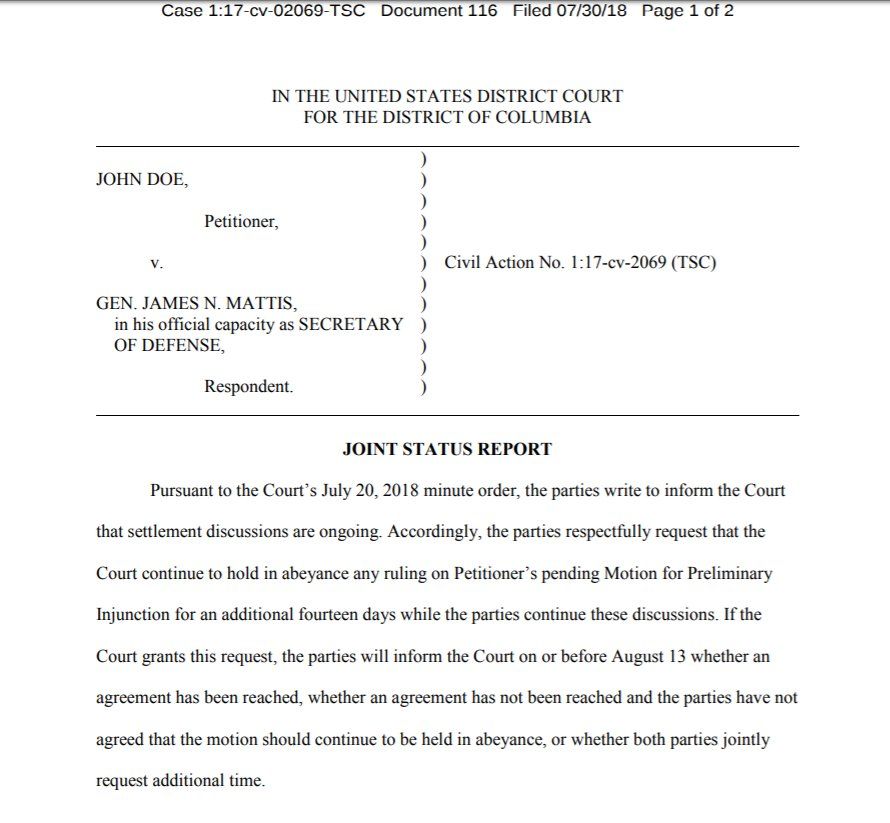 Case 1:17-cv-02069-TSC Document 116 Filed 07/30/18 Page 1 of 2
IN THE UNITED STATES DISTRICT COURT
FOR THE DISTRICT OF COLUMBIA
)
JOHN DOE, )
)
Petitioner, )
)
v. ) Civil Action No. 1:17-cv-2069 (TSC)
)
GEN. JAMES N. MATTIS, )
in his official capacity as SECRETARY )
OF DEFENSE, )
)
Respondent. )
JOINT STATUS REPORT
Pursuant to the Court’s July 20, 2018 minute order, the parties write to inform the Court
that settlement discussions are ongoing. Accordingly, the parties respectfully request that the
Court continue to hold in abeyance any ruling on Petitioner’s pending Motion for Preliminary
Injunction for an additional fourteen days while the parties continue these discussions. If the
Court grants this request, the parties will inform the Court on or before August 13 whether an
agreement has been reached, whether an agreement has not been reached and the parties have not
agreed that the motion should continue to be held in abeyance, or whether both parties jointly
request additional time.